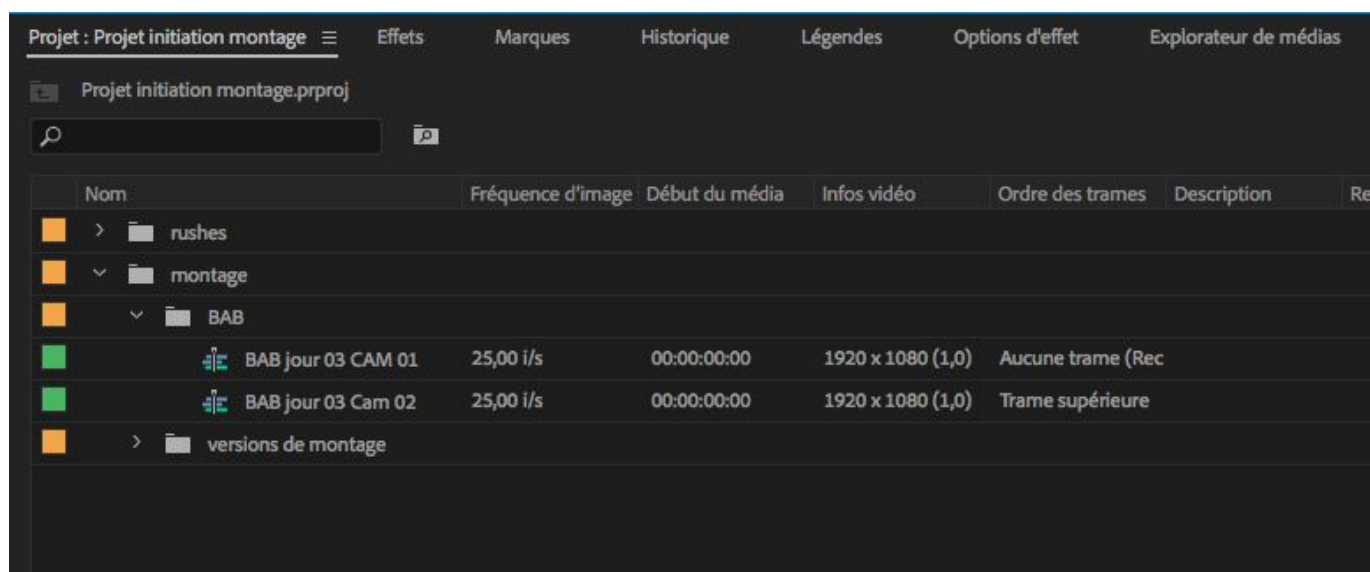 Projet : Projet initiation montage Effets Marques Historique Légendes Options d'effet Explorateur de médias
Projet initiation montage.prproj
Nom Fréquence d'image Début du média Infos vidéo Ordre des trames Description Re
rushes
montage
BAB
BAB jour 03 CAM 01 25,00 i/s 00:00:00:00 1920 x 1080 (1,0) Aucune trame (Rec
BAB jour 03 Cam 02 25,00 i/s 00:00:00:00 1920 x 1080 (1,0) Trame supérieure
versions de montage